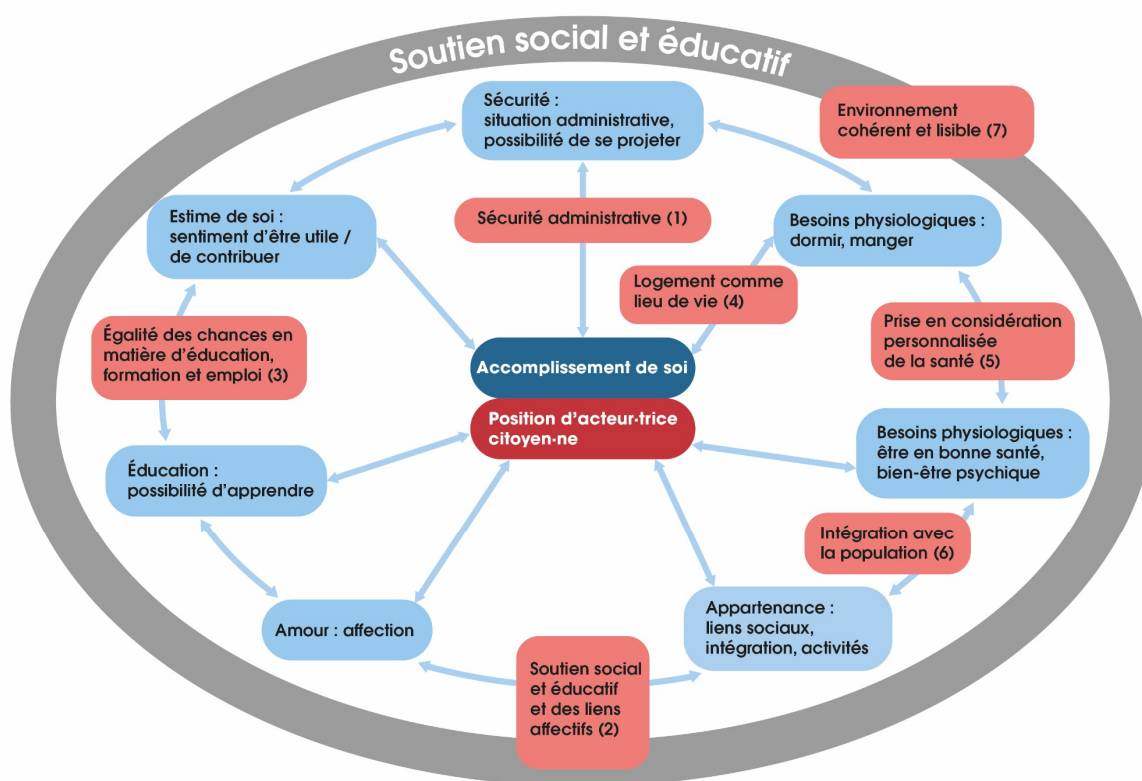 Soutien social et éducatif
Sécurité :
situation administrative,
possibilité de se projeter
Environnement
cohérent et lisible (7)
Estime de soi :
sentiment d’être utile /
de contribuer
Sécurité administrative (1)
Besoins physiologiques :
dormir, manger
Logement comme
lieu de vie (4)
Égalité des chances en
matière d’éducation,
formation et emploi (3)
Prise en considération
personnalisée
de la santé (5)
Accomplissement de soi
Position d’acteur·trice
citoyen·ne
Besoins physiologiques :
être en bonne santé,
bien-être psychique
Éducation :
possibilité d’apprendre
Intégration avec
la population (6)
Amour : affection
Appartenance :
liens sociaux,
intégration, activités
Soutien social
et éducatif
et des liens
affectifs (2)